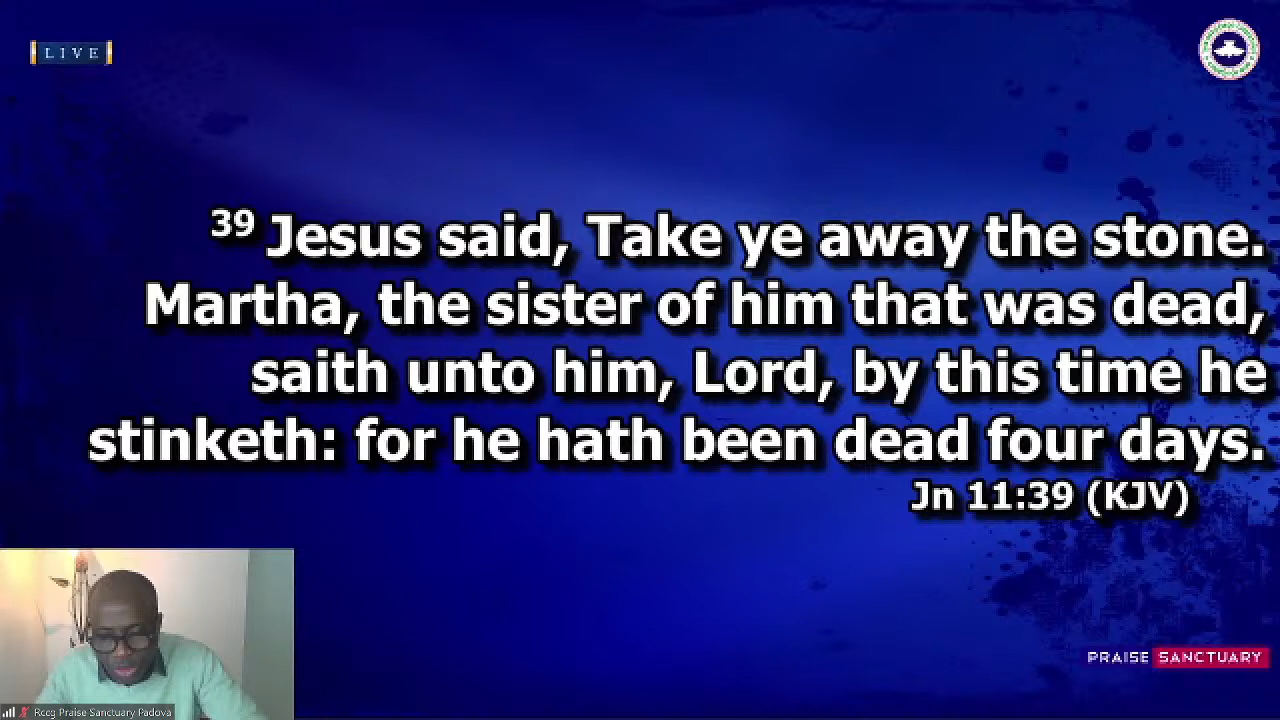 LIVE
39 Jesus said, Take ye away the stone.
Martha, the sister of him that was dead,
saith unto him, Lord, by this time he
stinketh: for he hath been dead four days.
Jn 11:39 (KJV)
PRAISE SANCTUARY
Rccg Praise Sanctuary Padova